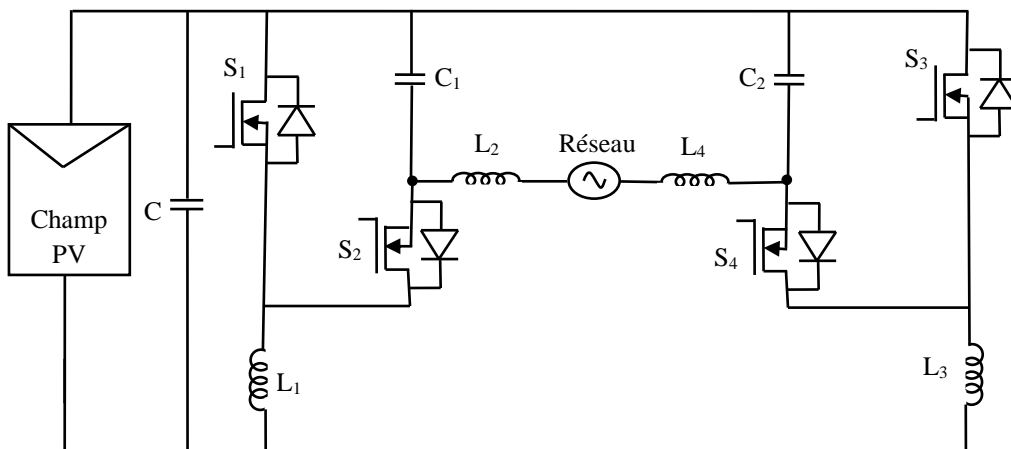 S₁
C₁
C₂
S₃
L₂
Réseau
L₄
Champ
PV
C
S₂
S₄
L₁
L₃